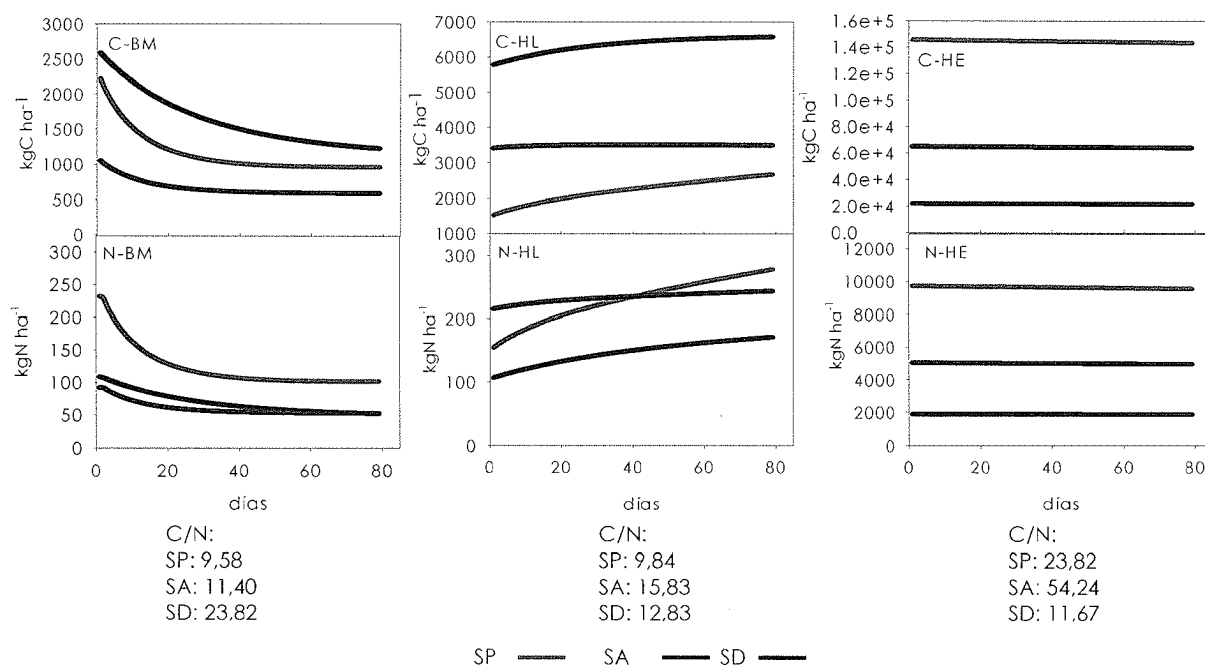 C-BM
kgC ha⁻¹
3000
2500
2000
1500
1000
500
0
C-HL
kgC ha⁻¹
7000
6000
5000
4000
3000
2000
1000
C-HE
kgC ha⁻¹
1.6e+5
1.4e+5
1.2e+5
1.0e+5
8.0e+4
6.0e+4
4.0e+4
2.0e+4
0.0
N-BM
kgN ha⁻¹
300
250
200
150
100
50
0
0 20 40 60 80
días
N-HL
kgN ha⁻¹
300
200
100
0
0 20 40 60 80
días
N-HE
kgN ha⁻¹
12000
10000
8000
6000
4000
2000
0
0 20 40 60 80
días
C/N:
SP: 9,58
SA: 11,40
SD: 23,82
C/N:
SP: 9,84
SA: 15,83
SD: 12,83
C/N:
SP: 23,82
SA: 54,24
SD: 11,67
SP SA SD